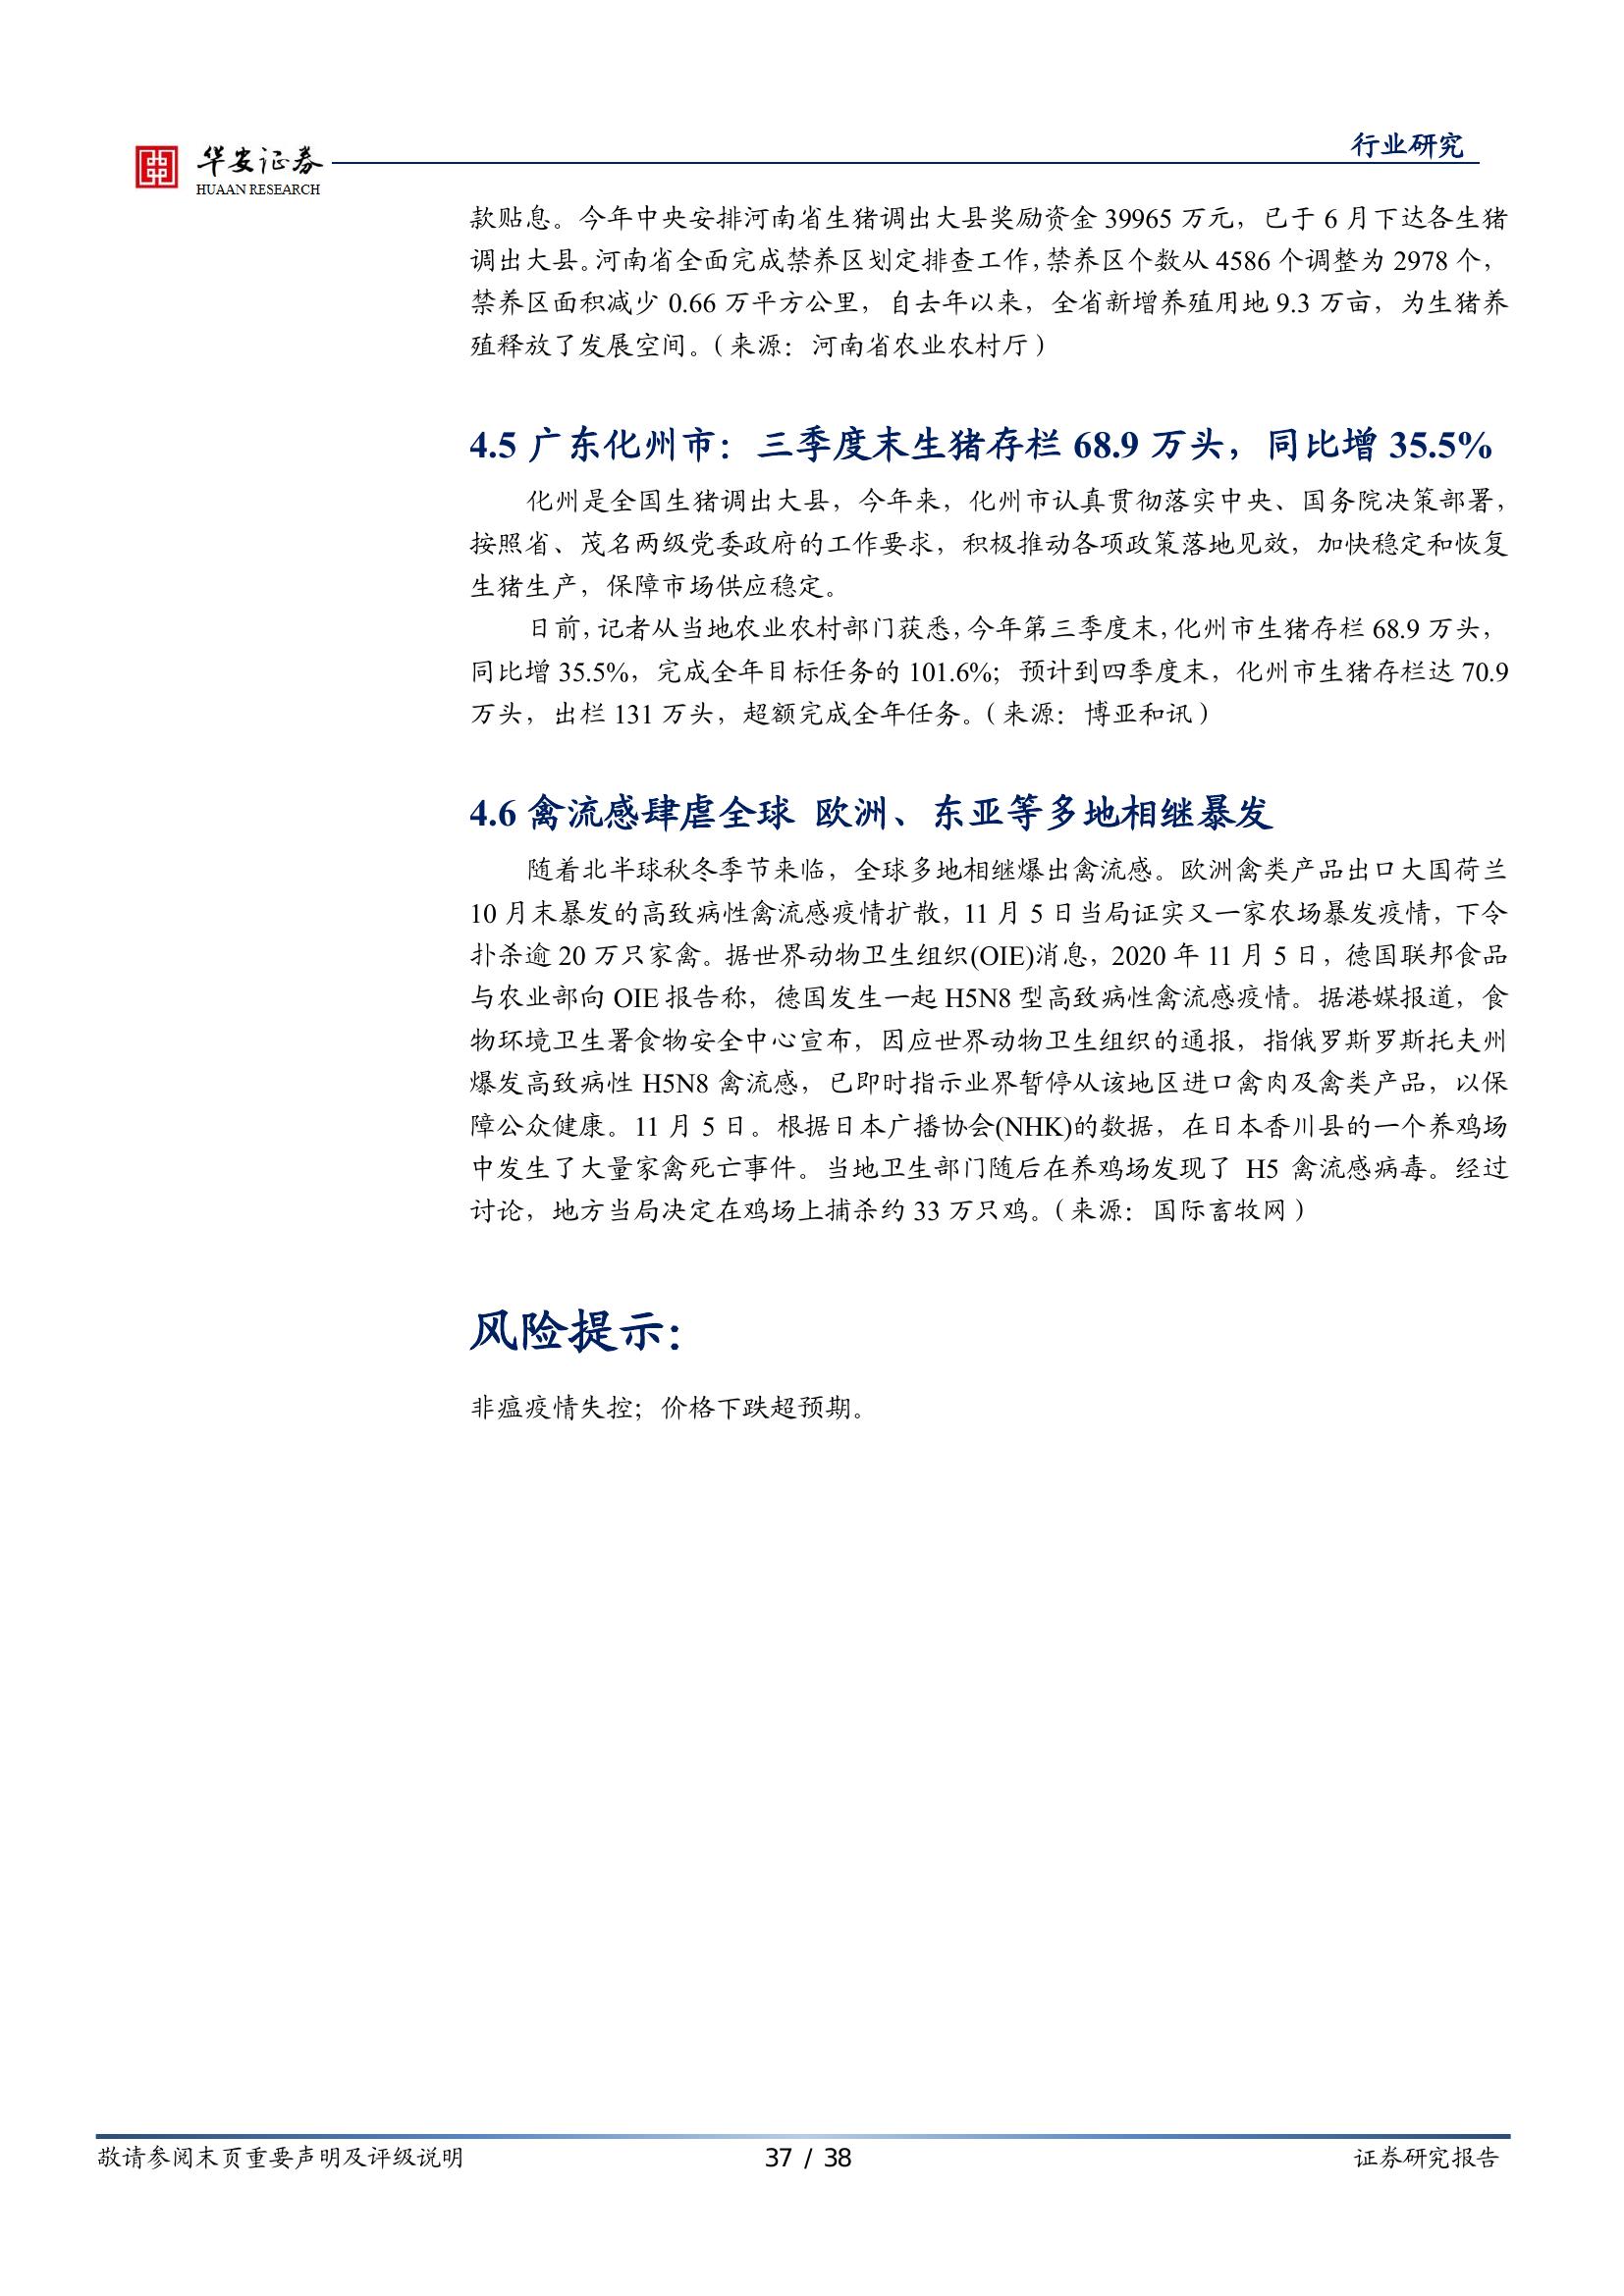 华安证券
HUAAN RESEARCH
行业研究
款贴息。今年中央安排河南省生猪调出大县奖励资金 39965 万元，已于 6 月下达各生猪
调出大县。河南省全面完成禁养区划定排查工作，禁养区个数从 4586 个调整为 2978 个，
禁养区面积减少 0.66 万平方公里，自去年以来，全省新增养殖用地 9.3 万亩，为生猪养
殖释放了发展空间。（来源：河南省农业农村厅）
4.5 广东化州市：三季度末生猪存栏 68.9 万头，同比增 35.5%
化州是全国生猪调出大县，今年来，化州市认真贯彻落实中央、国务院决策部署，
按照省、茂名两级党委政府的工作要求，积极推动各项政策落地见效，加快稳定和恢复
生猪生产，保障市场供应稳定。
日前，记者从当地农业农村部门获悉，今年第三季度末，化州市生猪存栏 68.9 万头，
同比增 35.5%，完成全年目标任务的 101.6%；预计到四季度末，化州市生猪存栏达 70.9
万头，出栏 131 万头，超额完成全年任务。（来源：博亚和讯）
4.6 禽流感肆虐全球 欧洲、东亚等多地相继暴发
随着北半球秋冬季节来临，全球多地相继爆出禽流感。欧洲禽类产品出口大国荷兰
10 月末暴发的高致病性禽流感疫情扩散，11 月 5 日当局证实又一家农场暴发疫情，下令
扑杀逾 20 万只家禽。据世界动物卫生组织(OIE)消息，2020 年 11 月 5 日，德国联邦食品
与农业部向 OIE 报告称，德国发生一起 H5N8 型高致病性禽流感疫情。据港媒报道，食
物环境卫生署食物安全中心宣布，因应世界动物卫生组织的通报，指俄罗斯罗斯托夫州
爆发高致病性 H5N8 禽流感，已即时指示业界暂停从该地区进口禽肉及禽类产品，以保
障公众健康。11 月 5 日。根据日本广播协会(NHK)的数据，在日本香川县的一个养鸡场
中发生了大量家禽死亡事件。当地卫生部门随后在养鸡场发现了 H5 禽流感病毒。经过
讨论，地方当局决定在鸡场上捕杀约 33 万只鸡。（来源：国际畜牧网）
风险提示：
非瘟疫情失控；价格下跌超预期。
敬请参阅末页重要声明及评级说明
37 / 38
证券研究报告